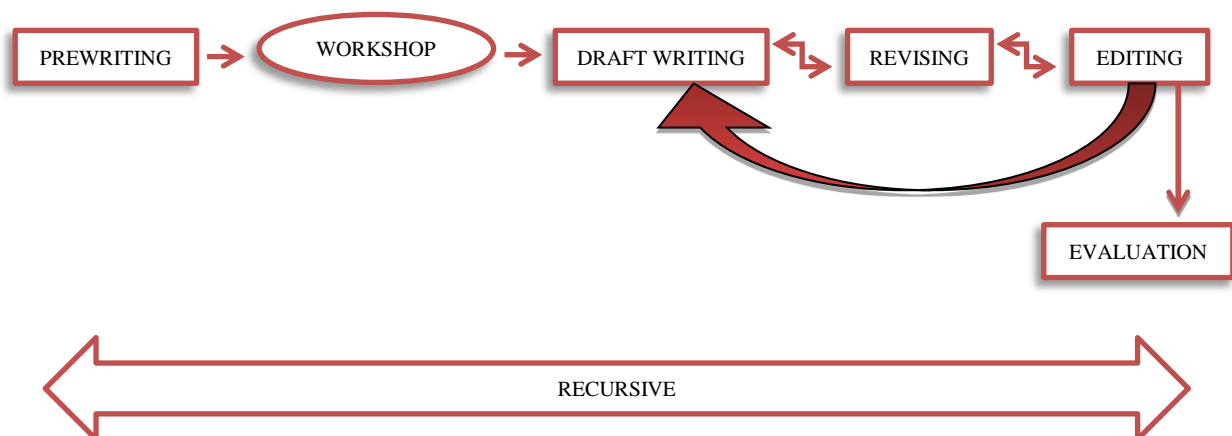 PREWRITING
WORKSHOP
DRAFT WRITING
REVISING
EDITING
EVALUATION
RECURSIVE